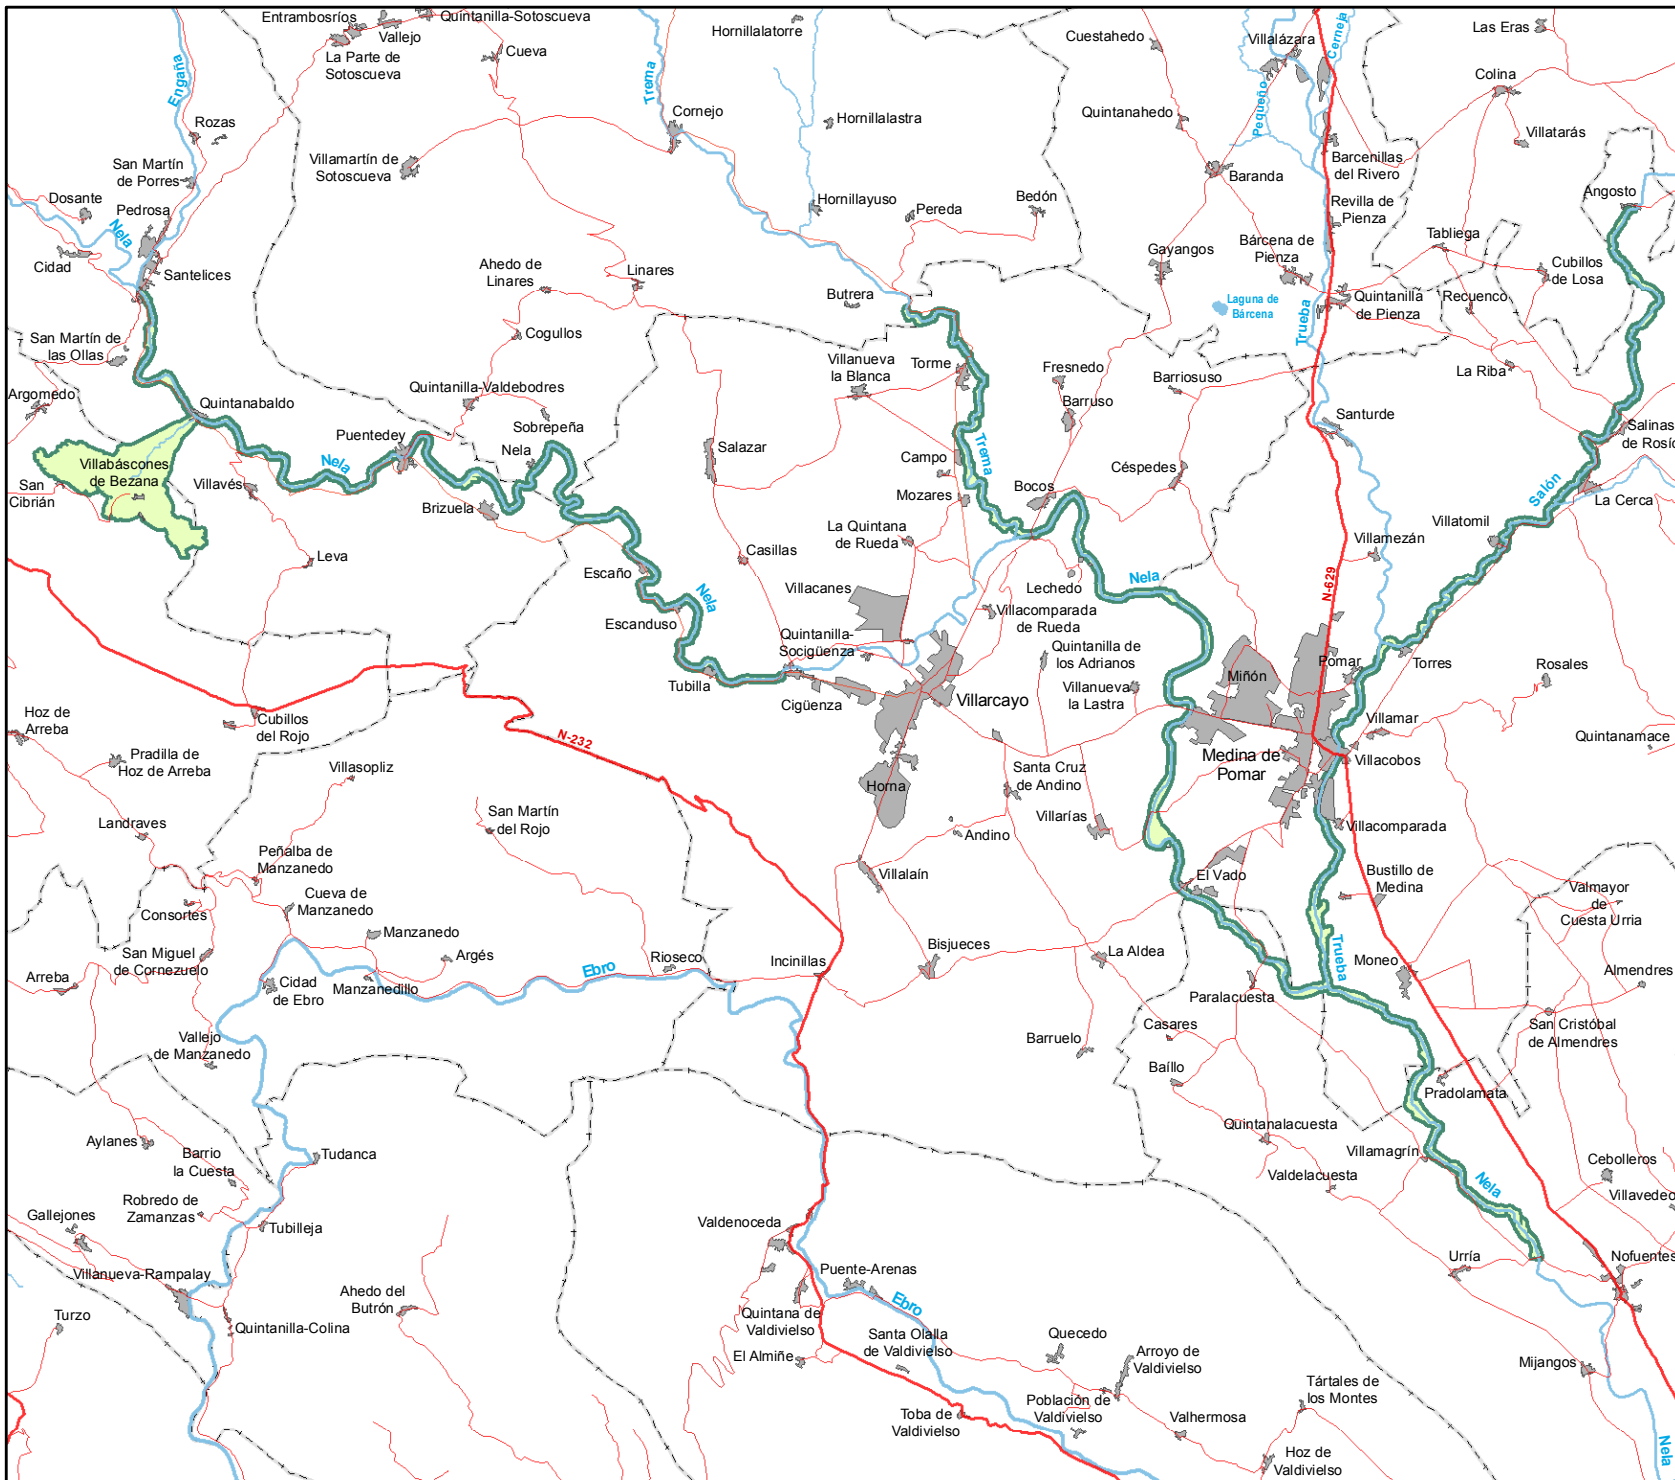 Entrambosríos
Quintanilla-Sotoscueva
Vallejo
La Parte de
Sotoscueva
Cueva
Hornillalatorre
Cuestahedo
Villalázara
Cerneja
Las Eras
Engaña
Trema
Colina
Rozas
Cornejo
Hornillalastra
Quintanahedo
Pequeño
Villatarás
San Martín
de Porres
Villamartín de
Sotoscueva
Barcenillas
del Rivero
Baranda
Dosante
Pedrosa
Nela
Hornillayuso
Pereda
Bedón
Revilla de
Pienza
Angosto
Cidad
Santelices
Ahedo de
Linares
Linares
Gayangos
Bárcena de
Pienza
Tabliega
Cubillos
de Losa
Butrera
Laguna de
Bárcena
Trueba
Quintanilla
de Pienza
Recuenco
San Martín de
las Ollas
Cogullos
Villanueva
la Blanca
Torme
Fresnedo
Barriosuso
La Riba
Argomedo
Quintanabaldo
Quintanilla-Valdebodres
Barruso
Santurde
Salinas
de Rosío
Puentedey
Sobrepeña
Nela
Nela
Salazar
Trema
Campo
Céspedes
Villabáscones
de Bezana
San
Cibrián
Villavés
Brizuela
Mozares
Bocos
Salón
La Cerca
Villatomil
La Quintana
de Rueda
Leva
Casillas
Villamezán
Escaño
Nela
Villacanes
Lechedo
Nela
N-629
Escanduso
Villacomparada
de Rueda
Quintanilla-
Socigüenza
Quintanilla de
los Adrianos
Pomar
Torres
Rosales
Tubilla
Cigüenza
Villarcayo
Villanueva
la Lastra
Miñón
Hoz de
Arreba
Cubillos
del Rojo
N-232
Villamar
Quintanamace
Pradilla de
Hoz de Arreba
Villasopliz
Medina de
Pomar
Villacobos
Horna
Santa Cruz
de Andino
Landraves
San Martín
del Rojo
Andino
Villarías
Villacomparada
Peñalba de
Manzanedo
Villalaín
El Vado
Bustillo de
Medina
Valmayor
de
Cuesta Urria
Cueva de
Manzanedo
Consortes
Manzanedo
San Miguel
de Cornezuelo
Argés
Ebro
Rioseco
Incinillas
Bisjueces
La Aldea
Trueba
Moneo
Arreba
Cidad
de Ebro
Manzanedillo
Paralacuesta
Almendres
Vallejo
de Manzanedo
Barruelo
Casares
San Cristóbal
de Almendres
Baíllo
Pradolamata
Aylanes
Barrio
la Cuesta
Tudanca
Quintanalacuesta
Villamagrín
Cebolleros
Valdelacuesta
Nela
Villavedeo
Robredo de
Zamanzas
Gallejones
Tubilleja
Valdenoceda
Urría
Nofuentes
Villanueva-Rampalay
Puente-Arenas
Ahedo del
Butrón
Ebro
Turzo
Quintanilla-Colina
Quintana de
Valdivielso
Santa Olalla
de Valdivielso
Quecedo
El Almiñe
Arroyo de
Valdivielso
Mijangos
Tártales de
los Montes
Toba de
Valdivielso
Población de
Valdivielso
Valhermosa
Hoz de
Valdivielso
Nela